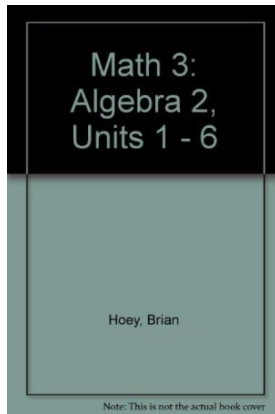 Math 3:
Algebra 2,
Units 1 - 6
Hoey, Brian
Note: This is not the actual book cover